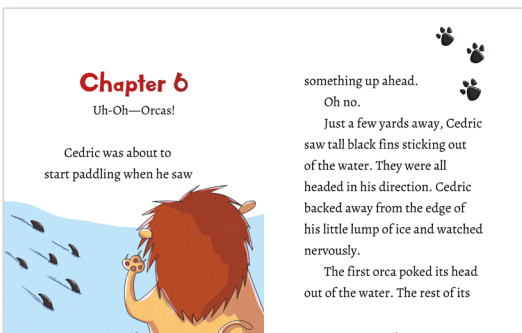 Chapter 6
Uh-Oh—Orcas!
Cedric was about to
start paddling when he saw
something up ahead.
Oh no.
Just a few yards away, Cedric
saw tall black fins sticking out
of the water. They were all
headed in his direction. Cedric
backed away from the edge of
his little lump of ice and watched
nervously.
The first orca poked its head
out of the water. The rest of its